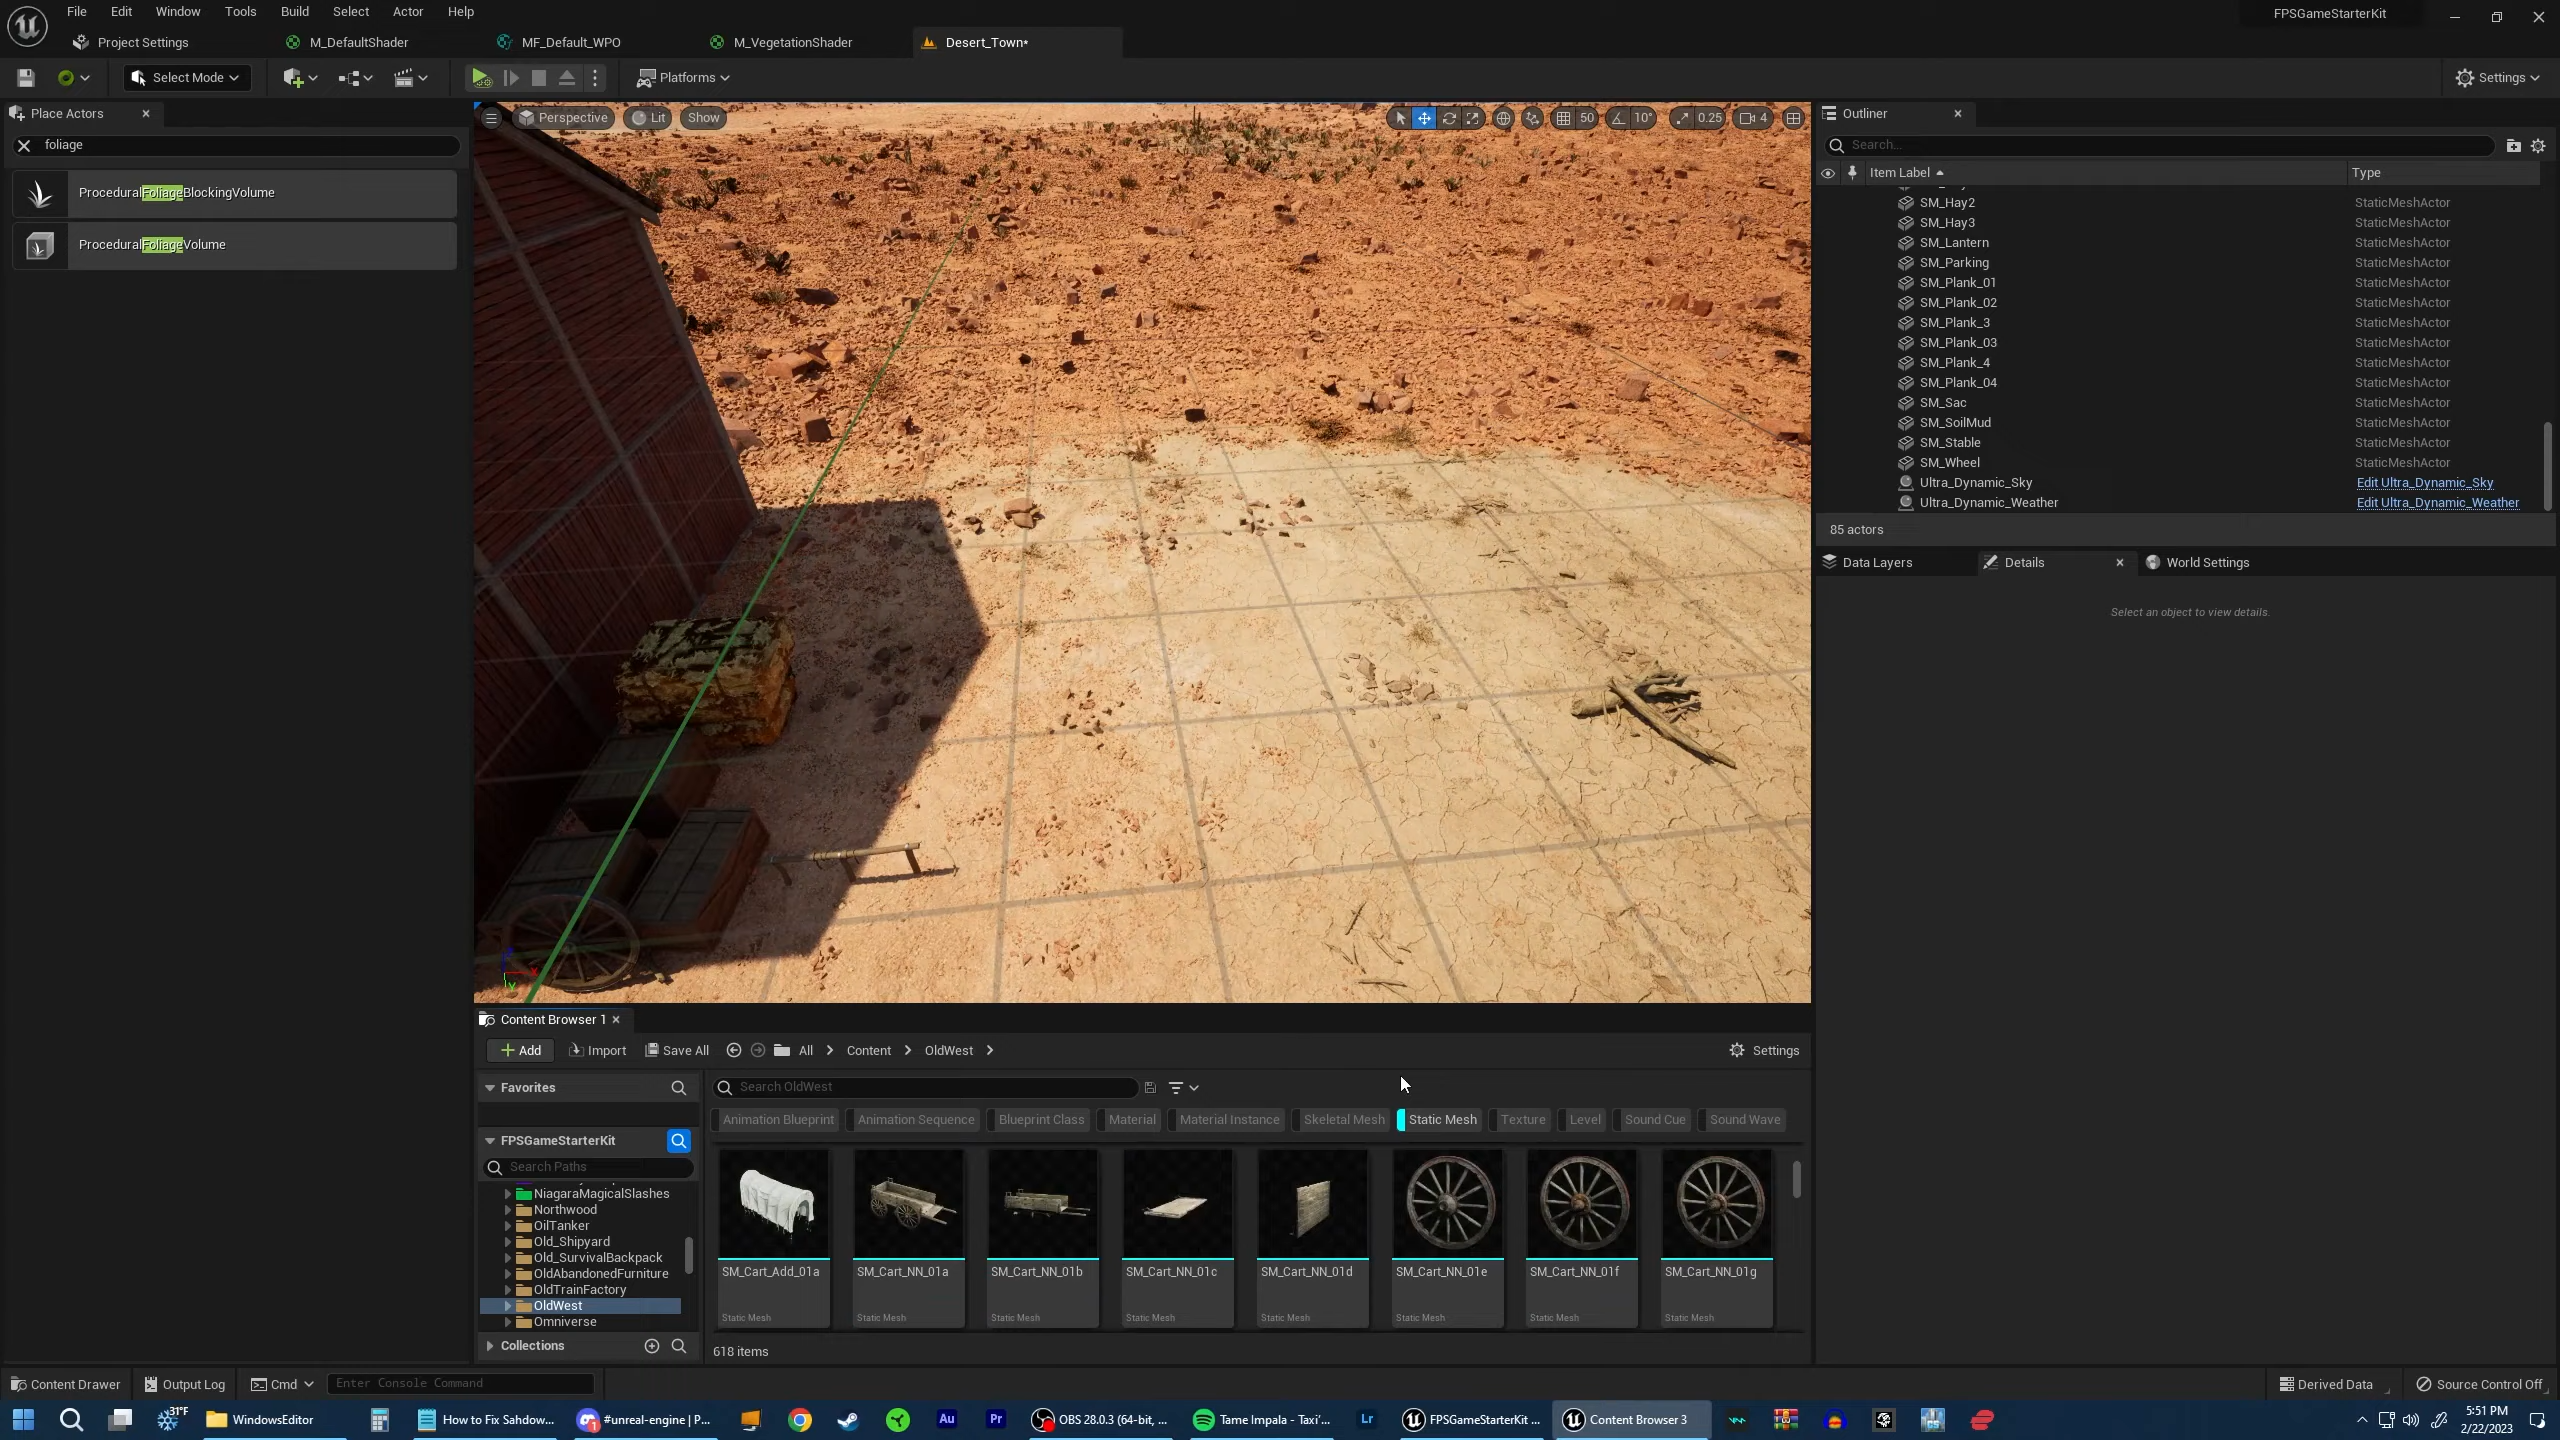 File Edit Window Tools Build Select Actor Help
FPSGameStarterKit
Project Settings
M_DefaultShader
MF_Default_WPO
M_VegetationShader
Desert_Town*
Select Mode
Platforms
Settings
Place Actors
foliage
ProceduralFoliageBlockingVolume
ProceduralFoliageVolume
Perspective
Lit
Show
50
10°
0.25
4
Outliner
Search...
Item Label
Type
SM_Hay2 StaticMeshActor
SM_Hay3 StaticMeshActor
SM_Lantern StaticMeshActor
SM_Parking StaticMeshActor
SM_Plank_01 StaticMeshActor
SM_Plank_02 StaticMeshActor
SM_Plank_3 StaticMeshActor
SM_Plank_03 StaticMeshActor
SM_Plank_4 StaticMeshActor
SM_Plank_04 StaticMeshActor
SM_Sac StaticMeshActor
SM_SoilMud StaticMeshActor
SM_Stable StaticMeshActor
SM_Wheel StaticMeshActor
Ultra_Dynamic_Sky Edit Ultra_Dynamic_Sky
Ultra_Dynamic_Weather Edit Ultra_Dynamic_Weather
85 actors
Data Layers
Details
World Settings
Select an object to view details.
Content Browser 1
Add
Import
Save All
All
Content
OldWest
Settings
Favorites
Search OldWest
Animation Blueprint
Animation Sequence
Blueprint Class
Material
Material Instance
Skeletal Mesh
Static Mesh
Texture
Level
Sound Cue
Sound Wave
FPSGameStarterKit
Search Paths
NiagaraMagicalSlashes
Northwood
OilTanker
Old_Shipyard
Old_SurvivalBackpack
OldAbandonedFurniture
OldTrainFactory
OldWest
Omniverse
Collections
SM_Cart_Add_01a
SM_Cart_NN_01a
SM_Cart_NN_01b
SM_Cart_NN_01c
SM_Cart_NN_01d
SM_Cart_NN_01e
SM_Cart_NN_01f
SM_Cart_NN_01g
Static Mesh
Static Mesh
Static Mesh
Static Mesh
Static Mesh
Static Mesh
Static Mesh
Static Mesh
618 items
Content Drawer
Output Log
Cmd
Enter Console Command
Derived Data
Source Control Off
31°F
WindowsEditor
How to Fix Sahdow...
#unreal-engine | P...
1
Au
Pr
OBS 28.0.3 (64-bit, ...
Tame Impala - Taxi'...
Lr
FPSGameStarterKit ...
Content Browser 3
5:51 PM
2/22/2023